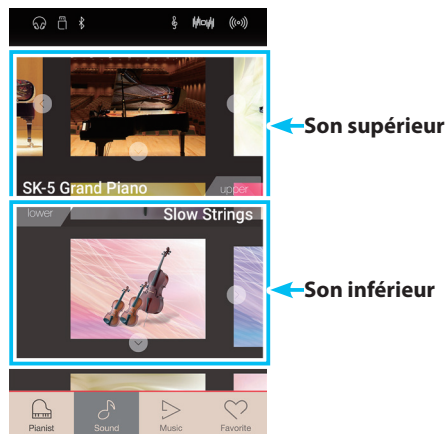 Son supérieur
SK-5 Grand Piano
upper
lower
Slow Strings
Son inférieur
Pianist
Sound
Music
Favorite